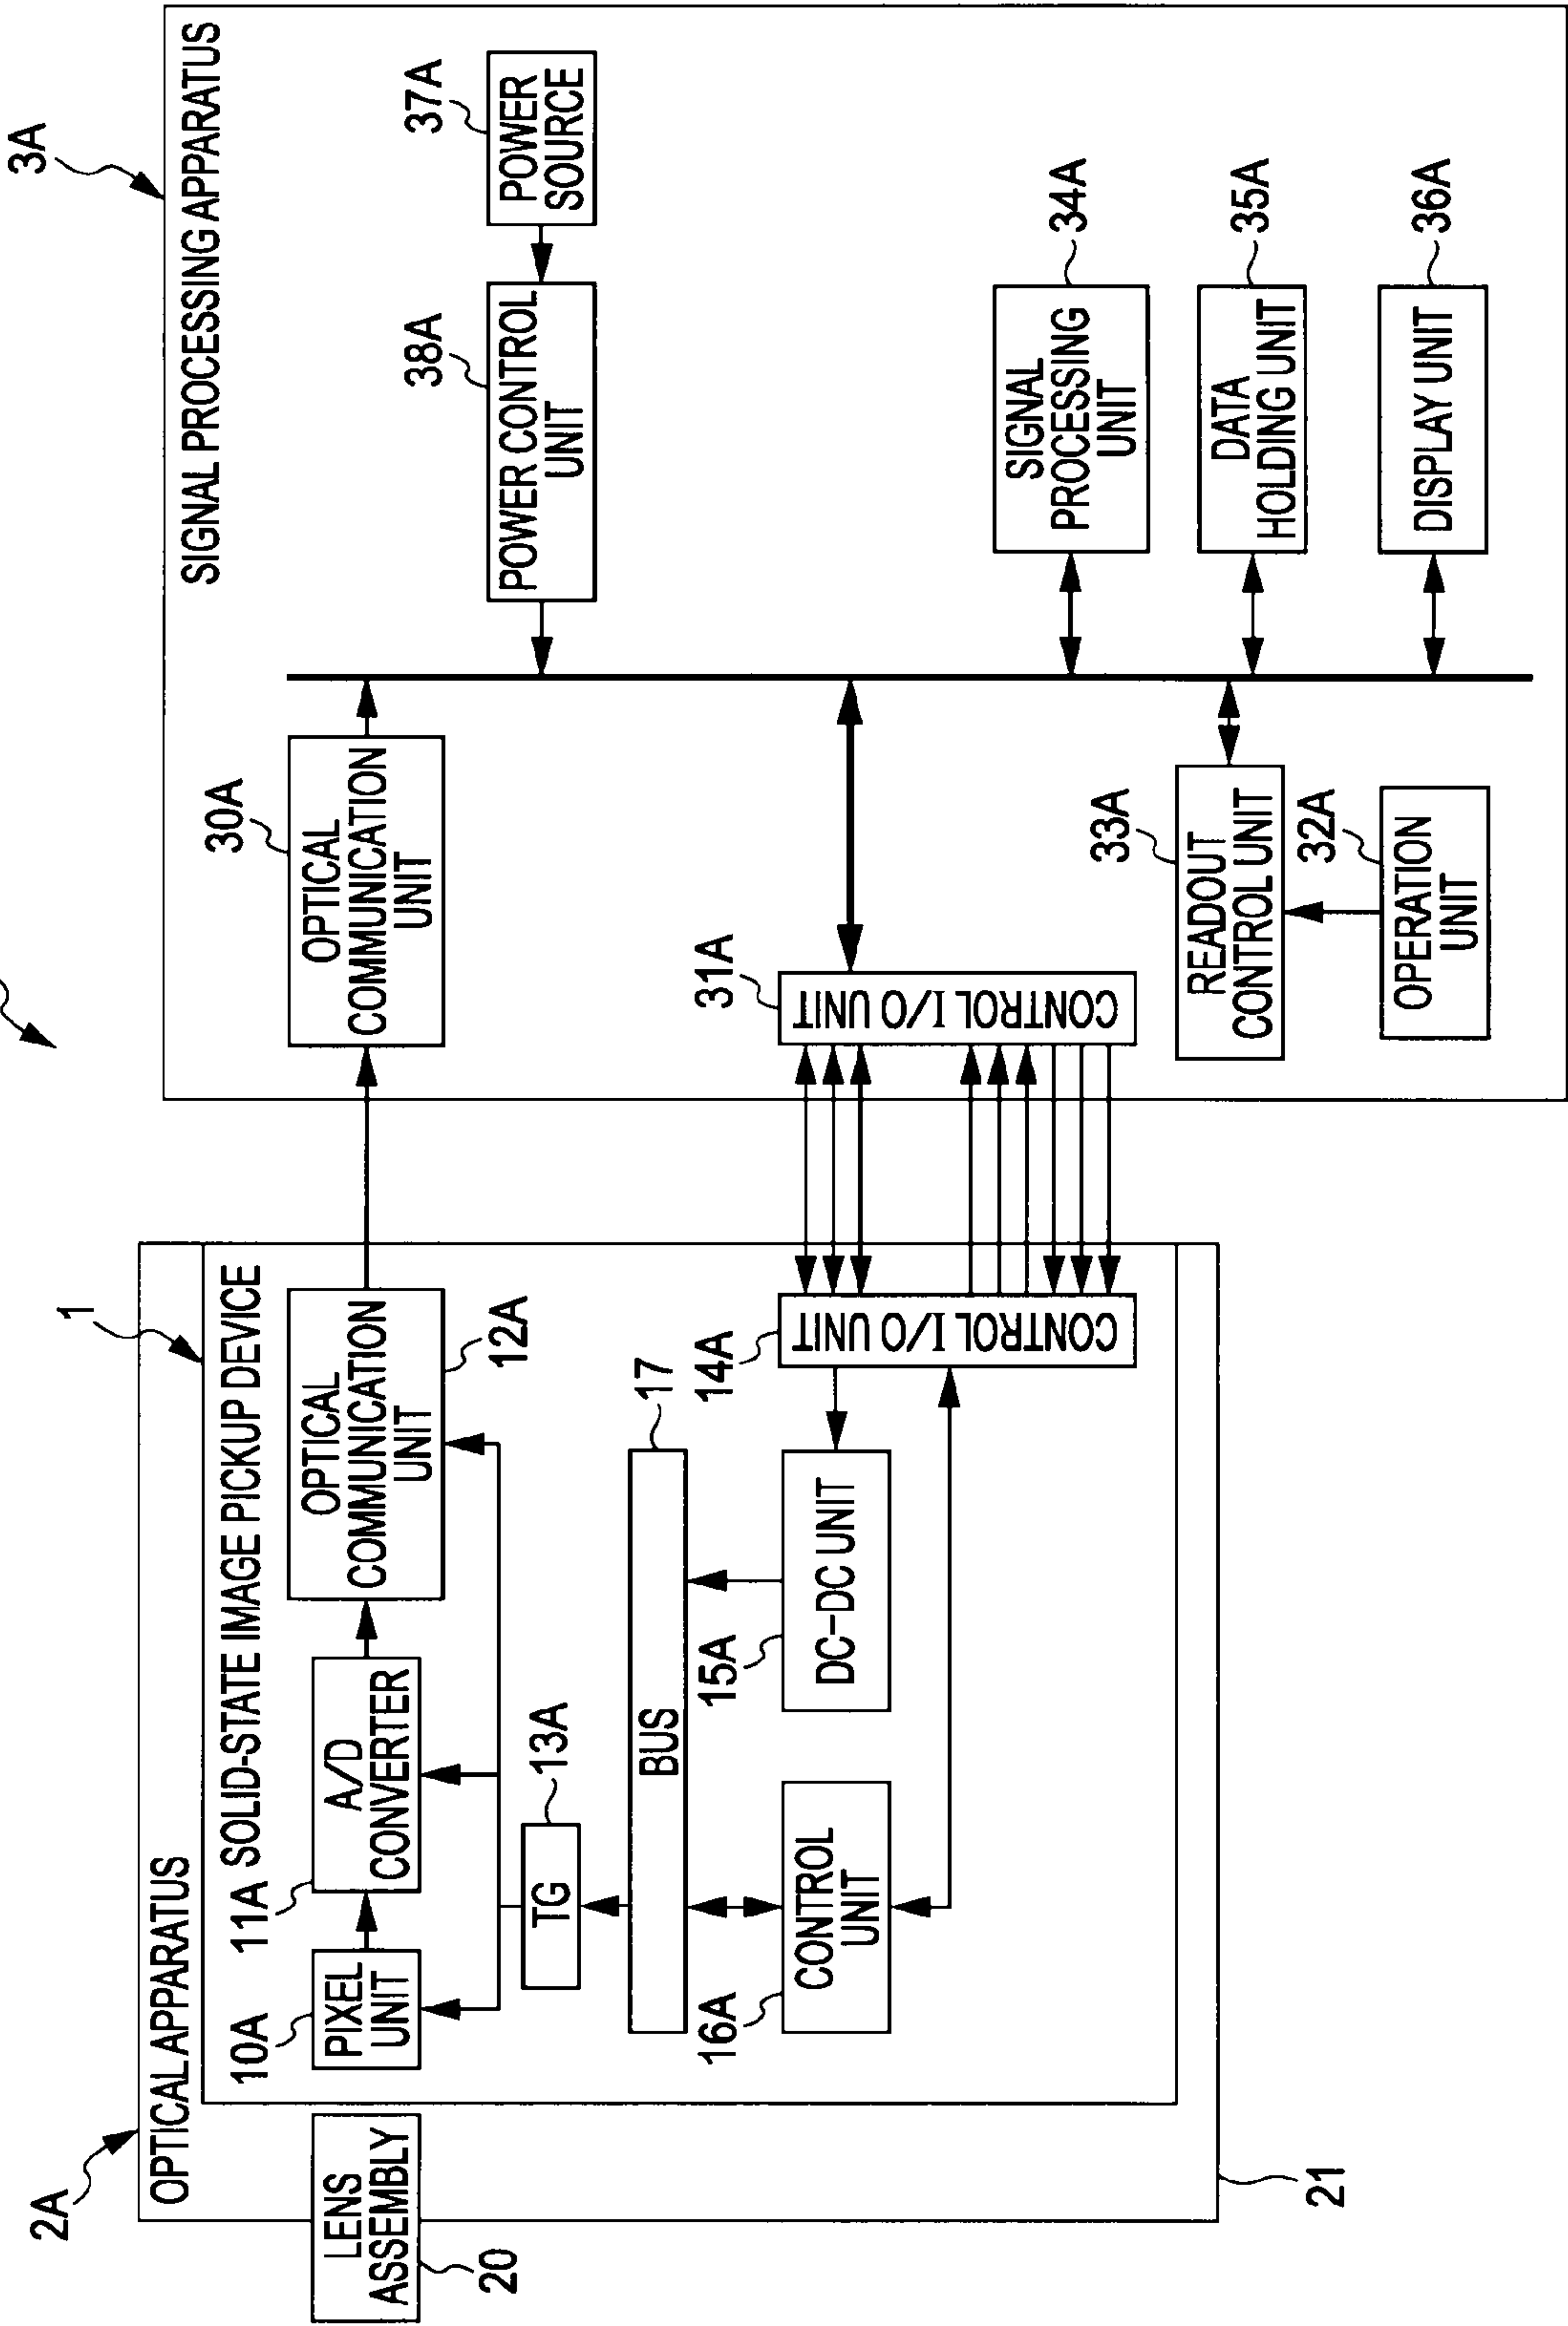 2A
OPTICAL APPARATUS
1
SOLID-STATE IMAGE PICKUP DEVICE
LENS
ASSEMBLY
20
10A
PIXEL
UNIT
11A
A/D
CONVERTER
OPTICAL
COMMUNICATION
UNIT
12A
TG
13A
BUS
17
16A
CONTROL
UNIT
15A
DC-DC UNIT
14A
CONTROL I/O UNIT
21
3A
SIGNAL PROCESSING APPARATUS
30A
OPTICAL
COMMUNICATION
UNIT
38A
POWER CONTROL
UNIT
37A
POWER
SOURCE
31A
CONTROL I/O UNIT
SIGNAL
PROCESSING
UNIT
34A
33A
READOUT
CONTROL UNIT
DATA
HOLDING UNIT
35A
32A
OPERATION
UNIT
DISPLAY UNIT
36A